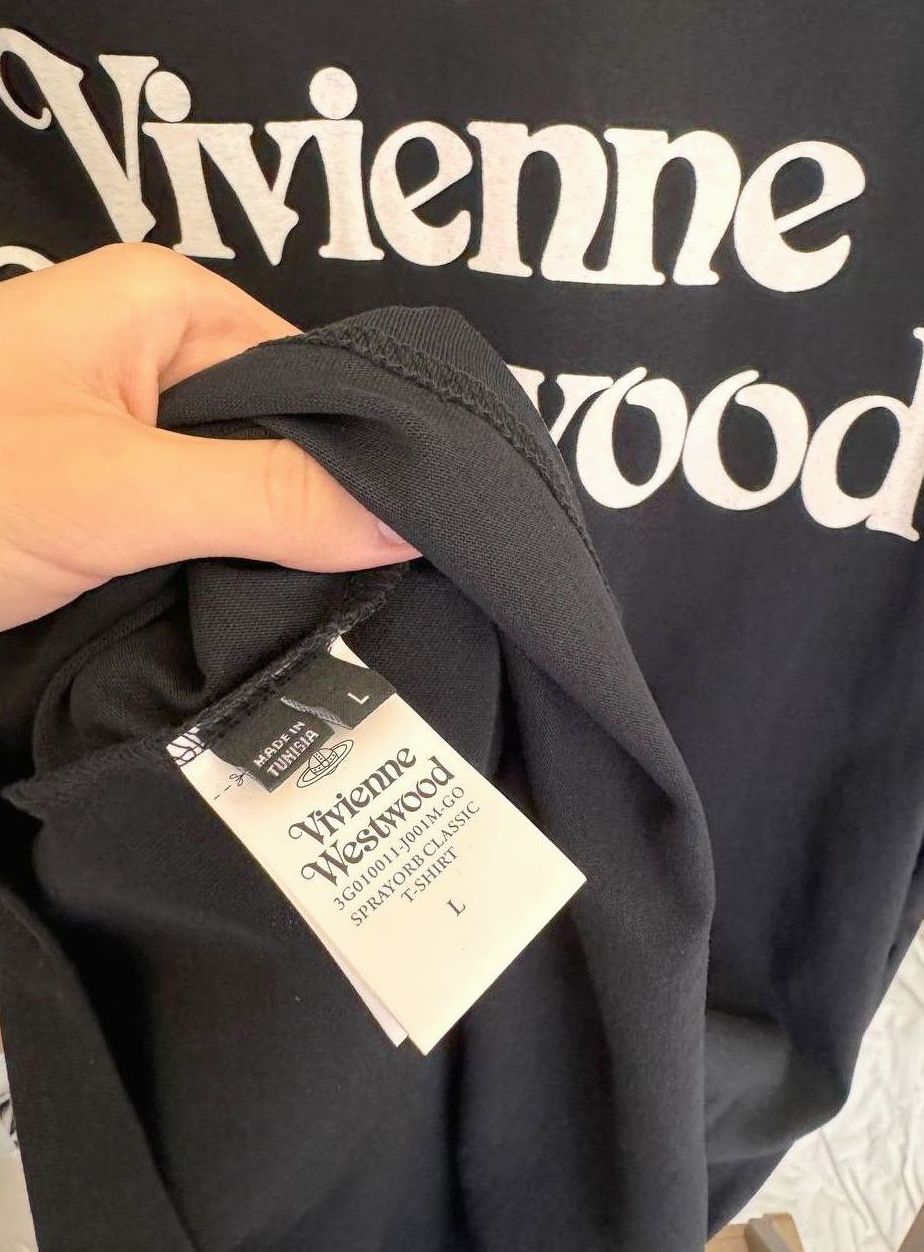 Vivienne
wood
L
MADE IN
TUNISIA
Vivienne
Westwood
3G010011-J001M-GO
SPRAYORB CLASSIC
T-SHIRT
L